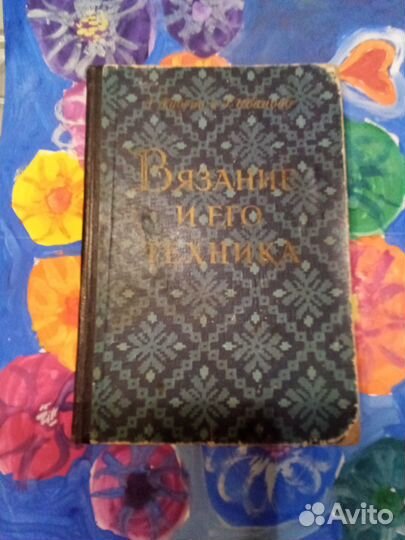 Вязание
и его
техника
Avito